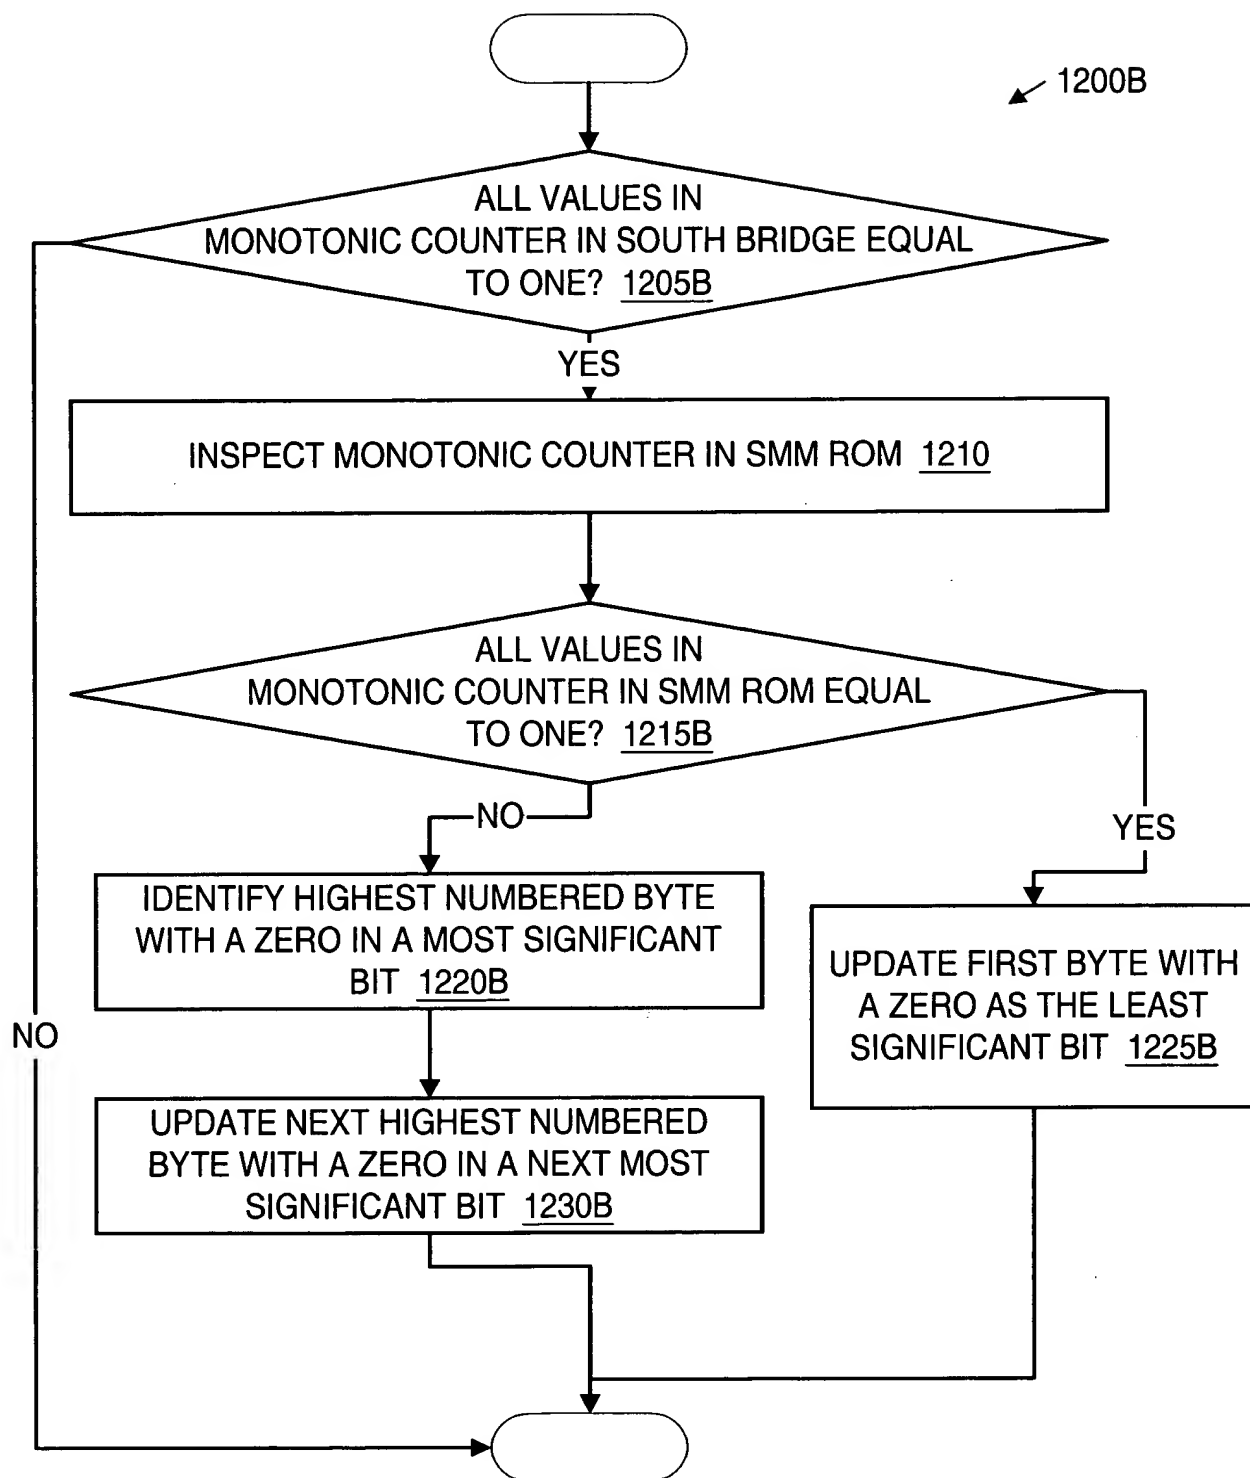 1200B
ALL VALUES IN
MONOTONIC COUNTER IN SOUTH BRIDGE EQUAL
TO ONE? 1205B
YES
INSPECT MONOTONIC COUNTER IN SMM ROM 1210
ALL VALUES IN
MONOTONIC COUNTER IN SMM ROM EQUAL
TO ONE? 1215B
NO
YES
IDENTIFY HIGHEST NUMBERED BYTE
WITH A ZERO IN A MOST SIGNIFICANT
BIT 1220B
UPDATE FIRST BYTE WITH
A ZERO AS THE LEAST
SIGNIFICANT BIT 1225B
NO
UPDATE NEXT HIGHEST NUMBERED
BYTE WITH A ZERO IN A NEXT MOST
SIGNIFICANT BIT 1230B